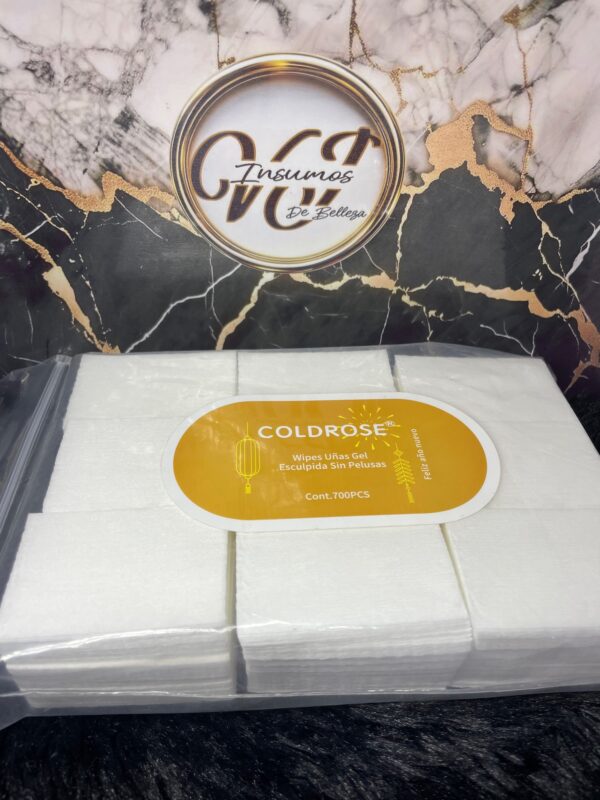 Insumos
De Belleza
COLDROSE
Wipes Uñas Gel
Esculpida Sin Pelusas
Cont.700PCS
Feliz año nuevo